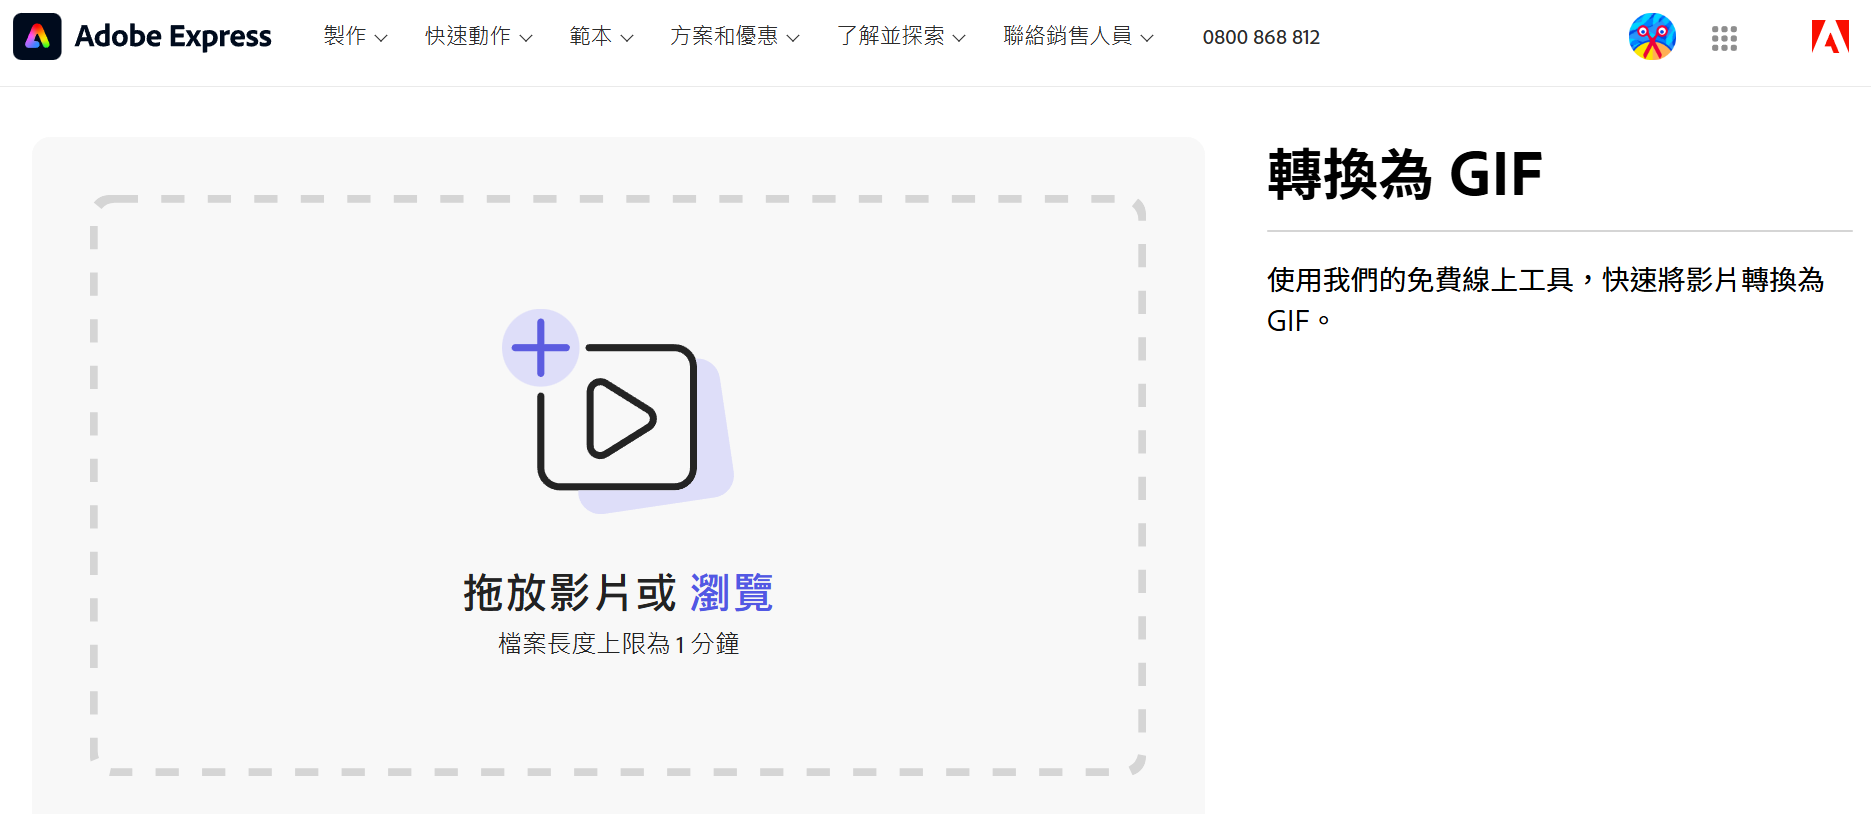 Adobe Express 製作 快速動作 範本 方案和優惠 了解並探索 聯絡銷售人員 0800 868 812
轉換為 GIF
使用我們的免費線上工具，快速將影片轉換為
GIF。
拖放影片或 瀏覽
檔案長度上限為 1 分鐘